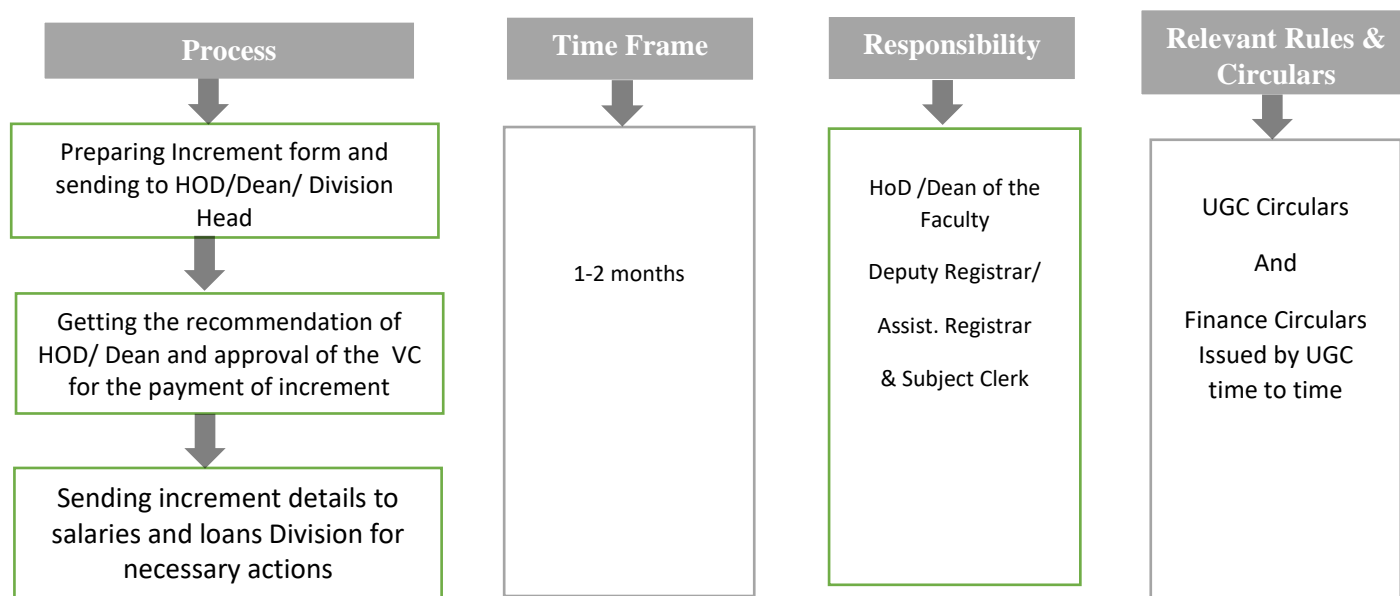 Process
Preparing Increment form and
sending to HOD/Dean/ Division
Head
Getting the recommendation of
HOD/ Dean and approval of the VC
for the payment of increment
Sending increment details to
salaries and loans Division for
necessary actions
Time Frame
1-2 months
Responsibility
HoD /Dean of the
Faculty
Deputy Registrar/
Assist. Registrar
& Subject Clerk
Relevant Rules &
Circulars
UGC Circulars
And
Finance Circulars
Issued by UGC
time to time